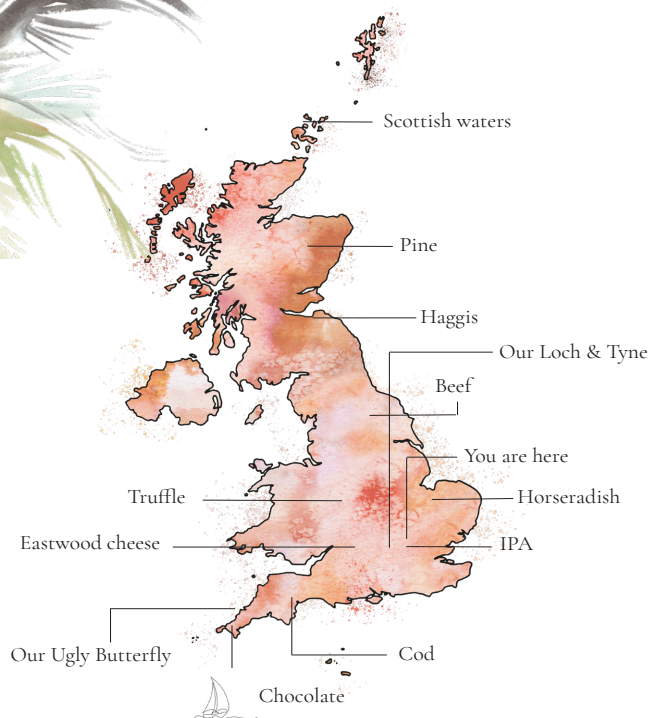 Scottish waters
Pine
Haggis
Our Loch & Tyne
Beef
You are here
Truffle
Horseradish
Eastwood cheese
IPA
Our Ugly Butterfly
Cod
Chocolate